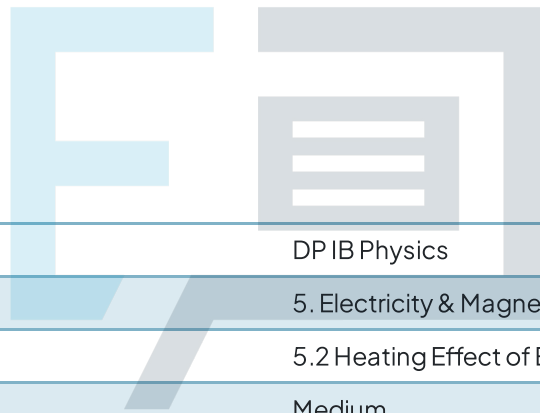 DP IB Physics
5. Electricity & Magne
5.2 Heating Effect of E
Medium